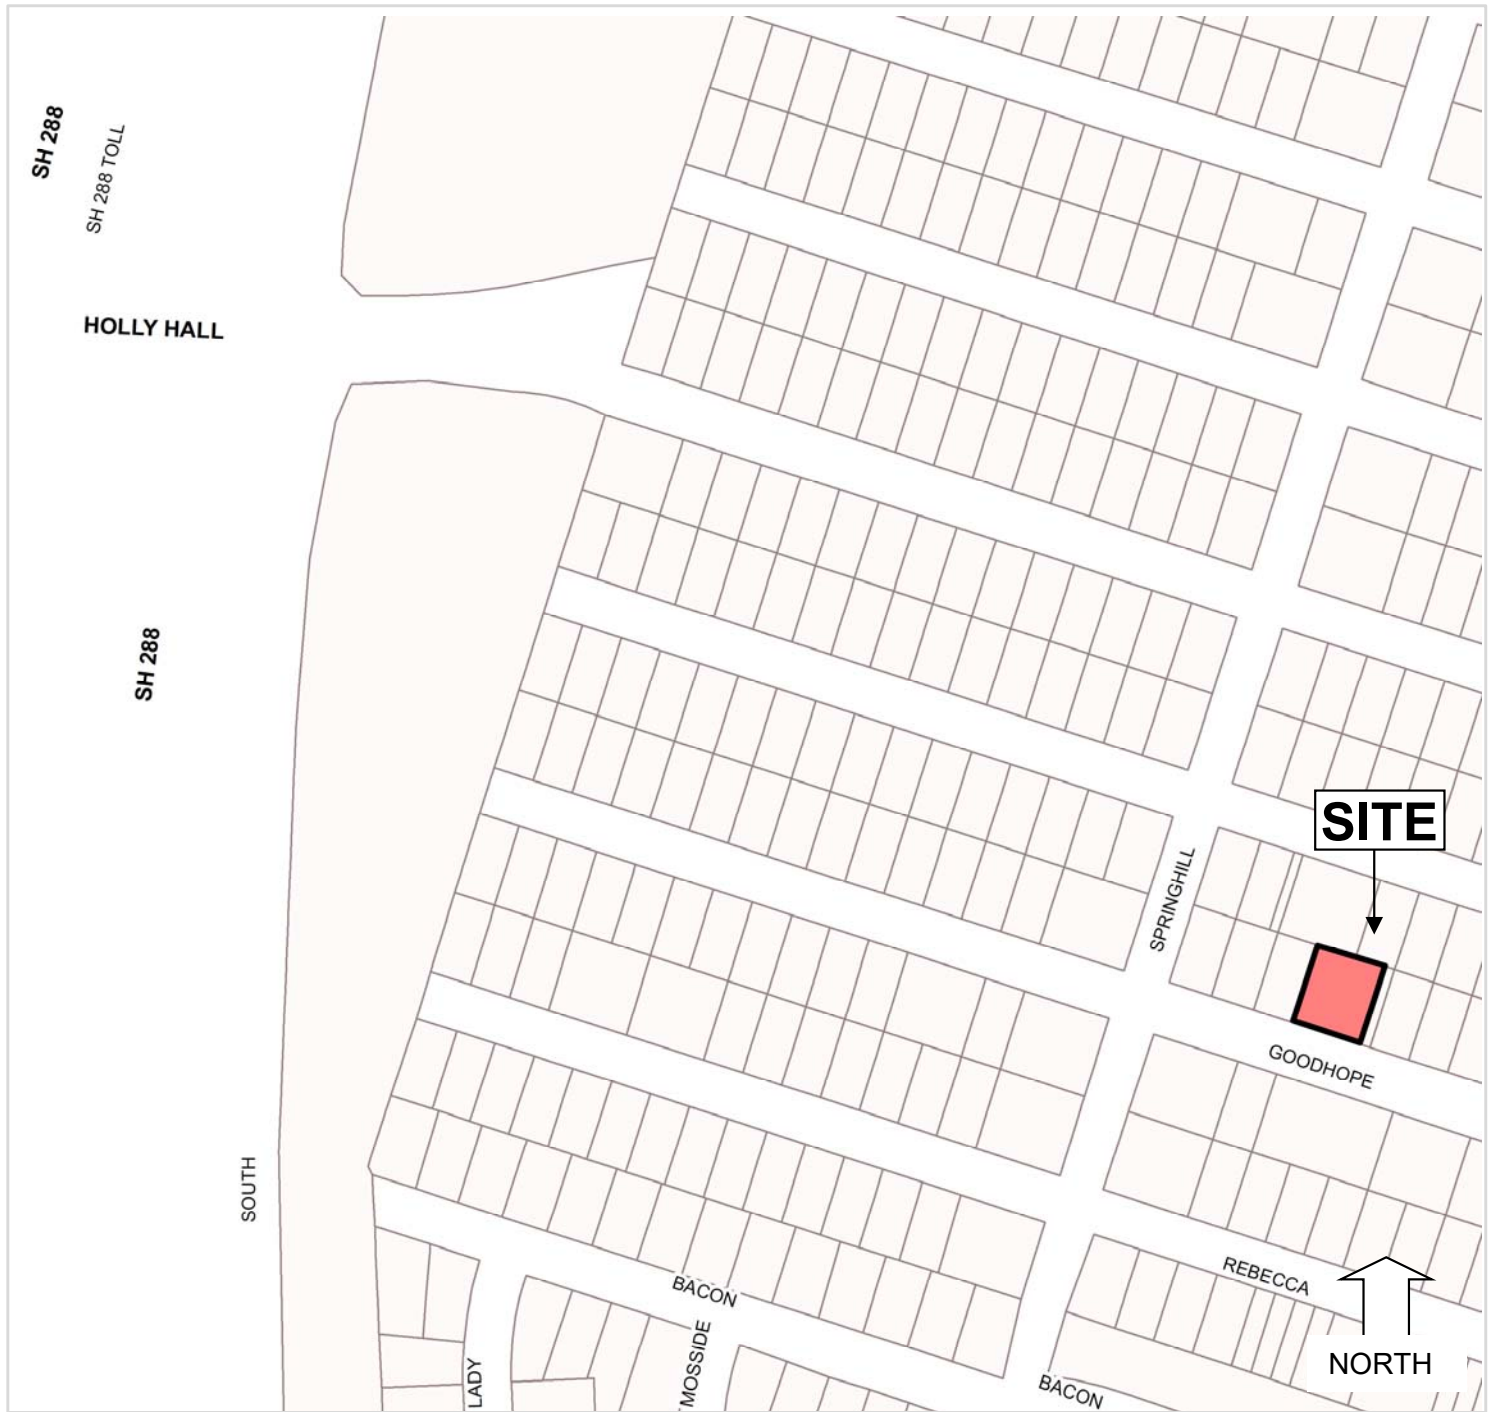 SH 288
SH 288 TOLL
HOLLY HALL
SH 288
SITE
SPRINGHILL
GOODHOPE
SOUTH
REBECCA
BACON
NORTH
MOSSIDE
LADY
BACON